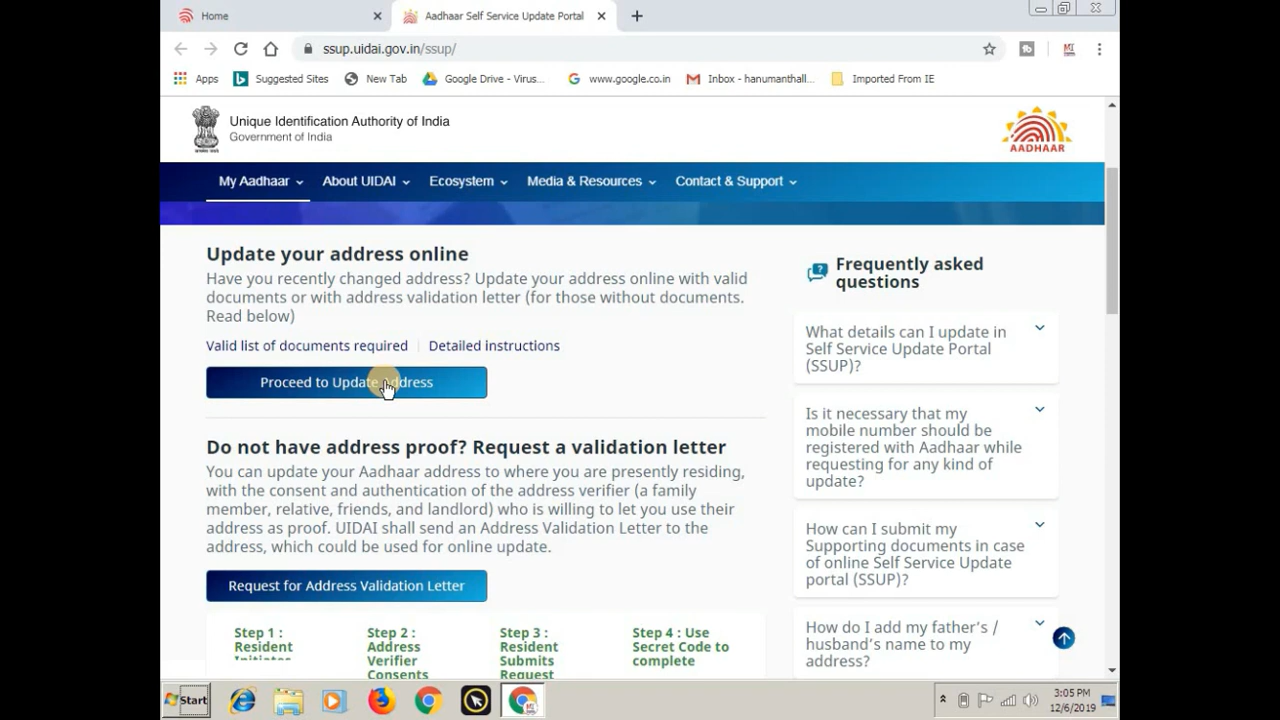 Home
Aadhaar Self Service Update Portal
ssup.uidai.gov.in/ssup/
Apps
Suggested Sites
New Tab
Google Drive - Virus...
www.google.co.in
Inbox - hanumanthall...
Imported From IE
Unique Identification Authority of India
Government of India
AADHAAR
My Aadhaar
About UIDAI
Ecosystem
Media & Resources
Contact & Support
Update your address online
Have you recently changed address? Update your address online with valid
documents or with address validation letter (for those without documents.
Read below)
Valid list of documents required
Detailed instructions
Proceed to Update Address
Do not have address proof? Request a validation letter
You can update your Aadhaar address to where you are presently residing,
with the consent and authentication of the address verifier (a family
member, relative, friends, and landlord) who is willing to let you use their
address as proof. UIDAI shall send an Address Validation Letter to the
address, which could be used for online update.
Request for Address Validation Letter
Step 1 :
Resident
Initiates
Step 2 :
Address
Verifier
Consents
Step 3 :
Resident
Submits
Request
Step 4 : Use
Secret Code to
complete
Frequently asked
questions
What details can I update in
Self Service Update Portal
(SSUP)?
Is it necessary that my
mobile number should be
registered with Aadhaar while
requesting for any kind of
update?
How can I submit my
Supporting documents in case
of online Self Service Update
portal (SSUP)?
How do I add my father's /
husband's name to my
address?
Start
3:05 PM
12/6/2019